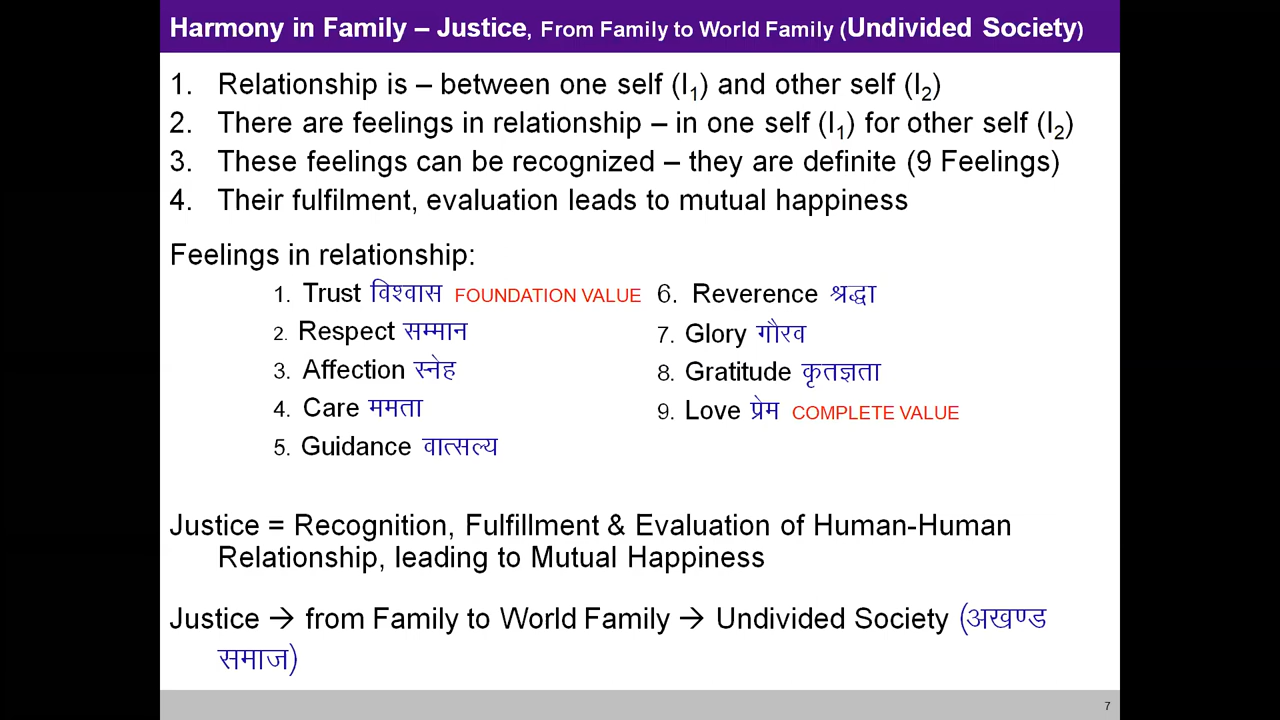 Harmony in Family – Justice, From Family to World Family (Undivided Society)
1. Relationship is – between one self (I1) and other self (I2)
2. There are feelings in relationship – in one self (I1) for other self (I2)
3. These feelings can be recognized – they are definite (9 Feelings)
4. Their fulfilment, evaluation leads to mutual happiness
Feelings in relationship:
1. Trust विश्वास FOUNDATION VALUE
2. Respect सम्मान
3. Affection स्नेह
4. Care ममता
5. Guidance वात्सल्य
6. Reverence श्रद्धा
7. Glory गौरव
8. Gratitude कृतज्ञता
9. Love प्रेम COMPLETE VALUE
Justice = Recognition, Fulfillment & Evaluation of Human-Human
Relationship, leading to Mutual Happiness
Justice → from Family to World Family → Undivided Society (अखण्ड
समाज)
7